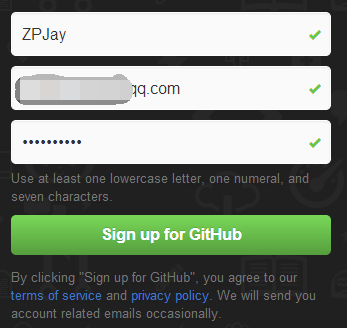 ZPJay
qq.com
••••••••••
Use at least one lowercase letter, one numeral, and
seven characters.
Sign up for GitHub
By clicking "Sign up for GitHub", you agree to our
terms of service and privacy policy. We will send you
account related emails occasionally.